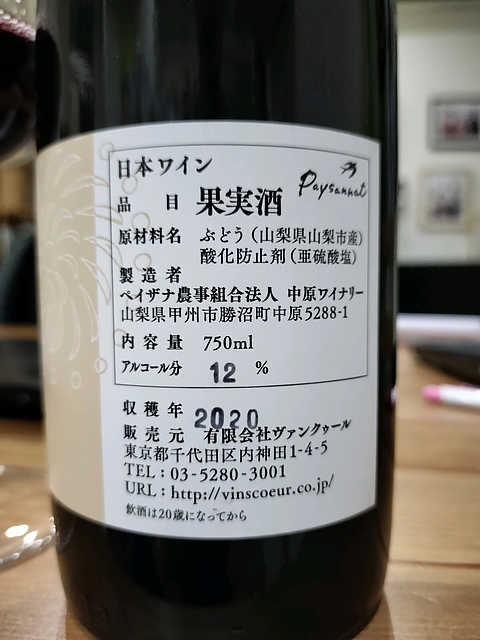 日本ワイン
Paysannat
品目 果実酒
原材料名 ぶどう（山梨県山梨市産）
酸化防止剤（亜硫酸塩）
製造者
ペイザナ農事組合法人 中原ワイナリー
山梨県甲州市勝沼町中原5288-1
内容量 750ml
アルコール分 12 %
収穫年 2020
販売元 有限会社ヴァンクゥール
東京都千代田区内神田1-4-5
TEL：03-5280-3001
URL：http://vinscoeur.co.jp/
飲酒は20歳になってから